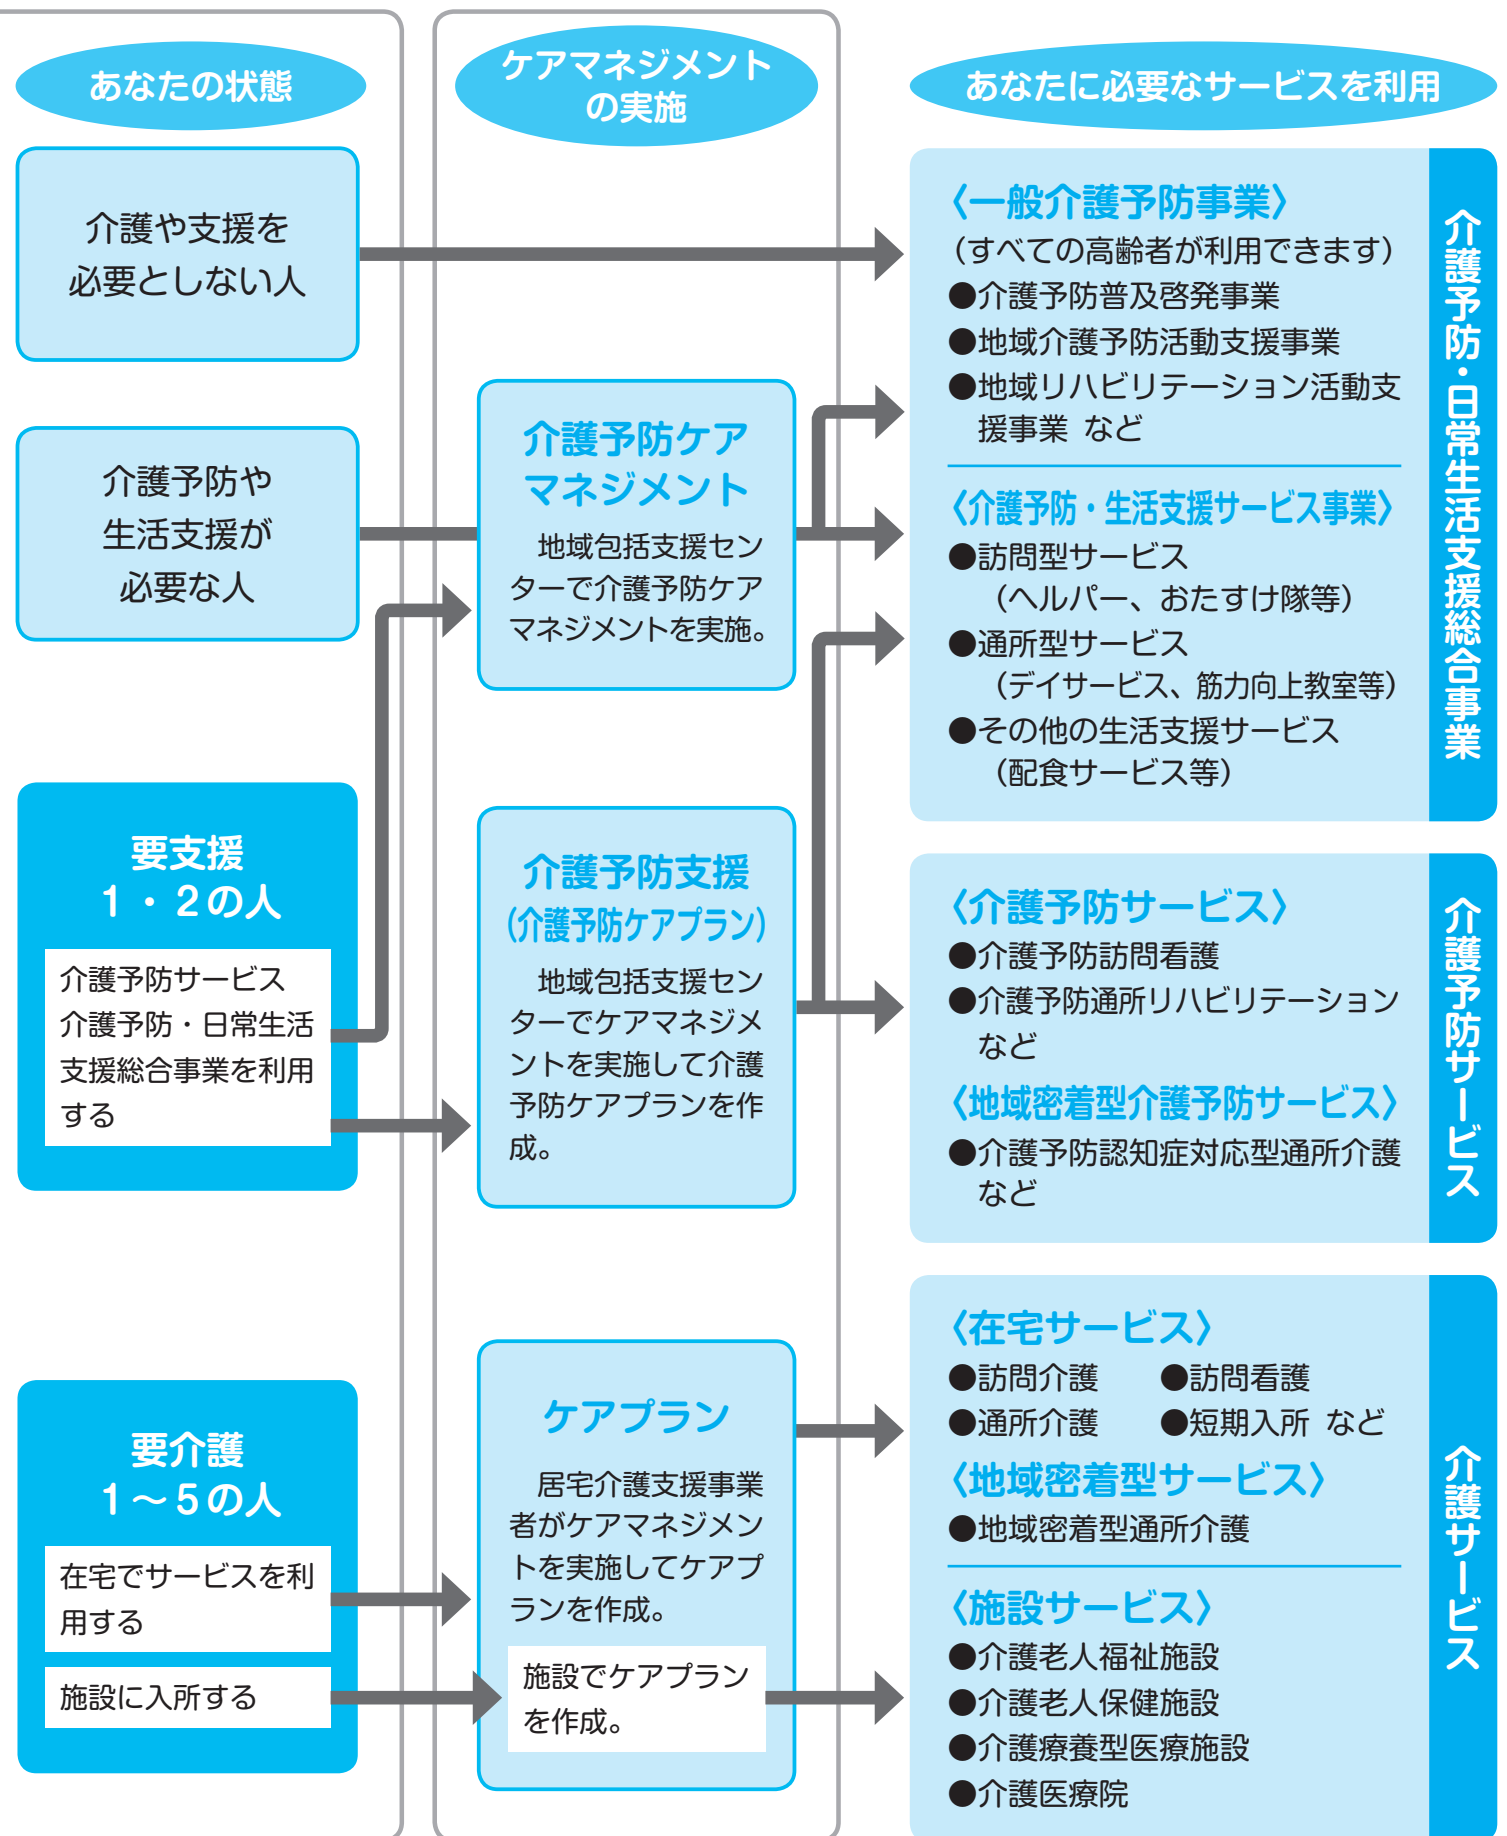 あなたの状態
介護や支援を
必要としない人
介護予防や
生活支援が
必要な人
要支援
1・2の人
介護予防サービス
介護予防・日常生活
支援総合事業を利用
する
要介護
1～5の人
在宅でサービスを利
用する
施設に入所する
ケアマネジメント
の実施
介護予防ケア
マネジメント
地域包括支援セン
ターで介護予防ケア
マネジメントを実施。
介護予防支援
(介護予防ケアプラン)
地域包括支援セン
ターでケアマネジメ
ントを実施して介護
予防ケアプランを作
成。
ケアプラン
居宅介護支援事業
者がケアマネジメン
トを実施してケアプ
ランを作成。
施設でケアプラン
を作成。
あなたに必要なサービスを利用
〈一般介護予防事業〉
（すべての高齢者が利用できます）
●介護予防普及啓発事業
●地域介護予防活動支援事業
●地域リハビリテーション活動支
援事業 など
〈介護予防・生活支援サービス事業〉
●訪問型サービス
（ヘルパー、おたすけ隊等）
●通所型サービス
（デイサービス、筋力向上教室等）
●その他の生活支援サービス
（配食サービス等）
介護予防・日常生活支援総合事業
〈介護予防サービス〉
●介護予防訪問看護
●介護予防通所リハビリテーション
など
〈地域密着型介護予防サービス〉
●介護予防認知症対応型通所介護
など
介護予防サービス
〈在宅サービス〉
●訪問介護 ●訪問看護
●通所介護 ●短期入所 など
〈地域密着型サービス〉
●地域密着型通所介護
〈施設サービス〉
●介護老人福祉施設
●介護老人保健施設
●介護療養型医療施設
●介護医療院
介護サービス